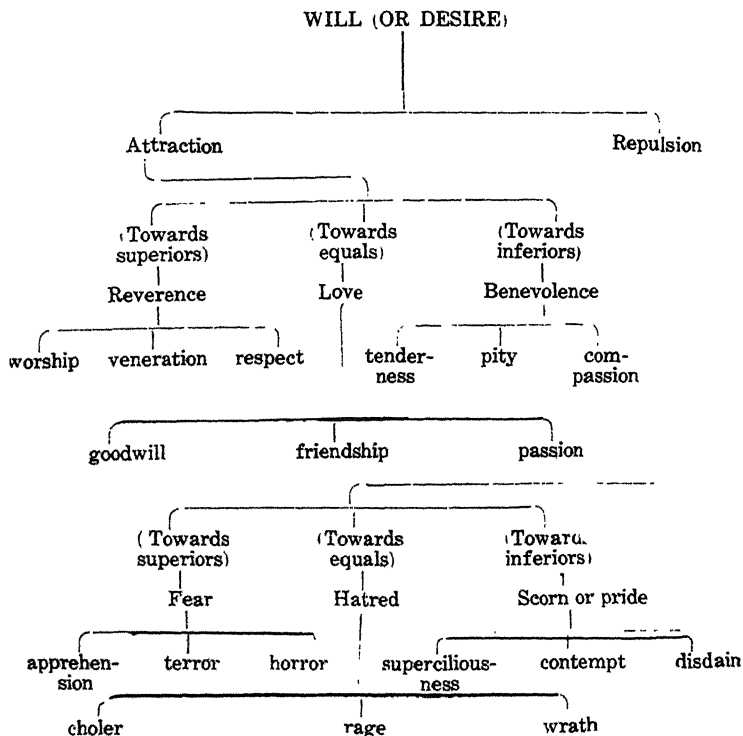 WILL (OR DESIRE)
Attraction Repulsion
(Towards (Towards (Towards
superiors) equals) inferiors)
Reverence Love Benevolence
worship veneration respect tender- pity com-
ness passion
goodwill friendship passion
(Towards (Towards (Towards
superiors) equals) inferiors)
Fear Hatred Scorn or pride
apprehen- terror horror supercilious- contempt disdain
sion ness
choler rage wrath